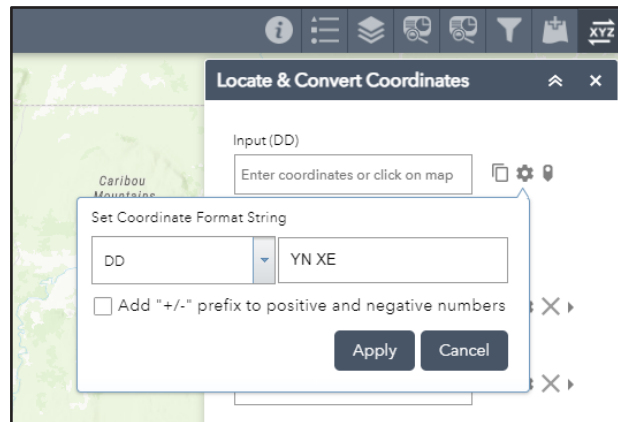 XYZ
Locate & Convert Coordinates
Input (DD)
Enter coordinates or click on map
Caribou
Mountains
Set Coordinate Format String
DD
YN XE
Add "+/-" prefix to positive and negative numbers
Apply
Cancel